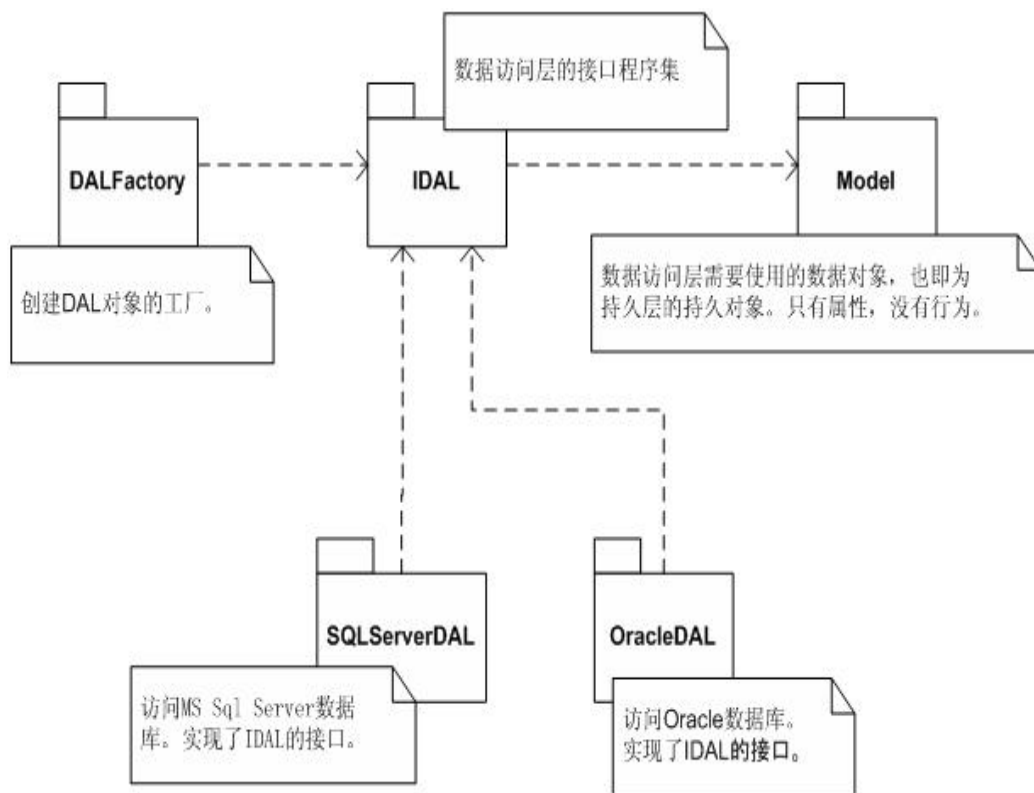 数据访问层的接口程序集
DALFactory
IDAL
Model
创建DAL对象的工厂。
数据访问层需要使用的数据对象，也即为
持久层的持久对象。只有属性，没有行为。
SQLServerDAL
OracleDAL
访问MS Sql Server数据
库。实现了IDAL的接口。
访问Oracle数据库。
实现了IDAL的接口。